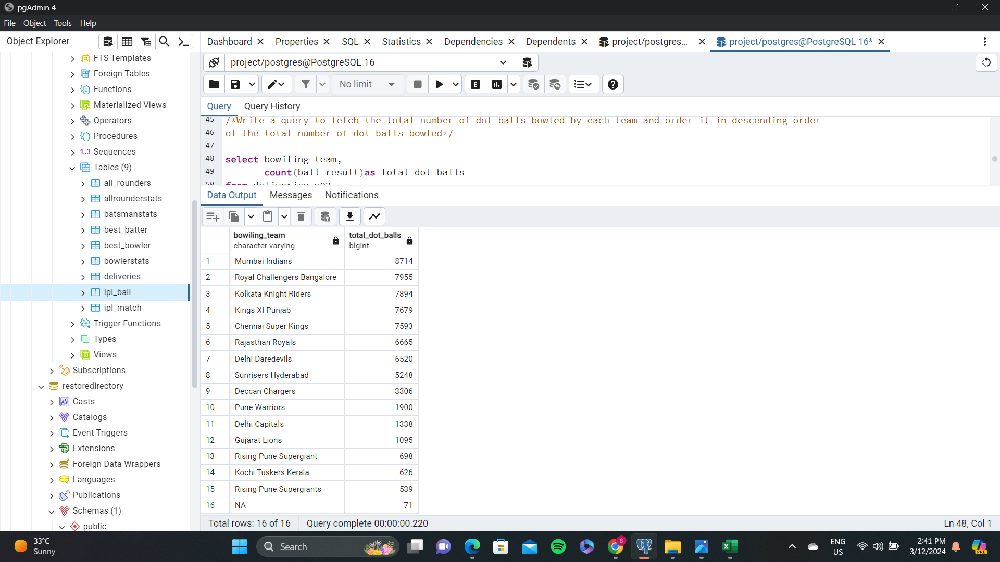 pgAdmin 4
File Object Tools Help
Object Explorer
Dashboard Properties SQL Statistics Dependencies Dependents project/postgres... project/postgres@PostgreSQL 16*
FTS Templates
Foreign Tables
Functions
Materialized Views
Operators
Procedures
1..3 Sequences
Tables (9)
all_rounders
allrounderstats
batsmanstats
best_batter
best_bowler
bowlerstats
deliveries
ipl_ball
ipl_match
Trigger Functions
Types
Views
Subscriptions
restoredirectory
Casts
Catalogs
Event Triggers
Extensions
Foreign Data Wrappers
Languages
Publications
Schemas (1)
public
project/postgres@PostgreSQL 16
No limit
E
Query Query History
45 /*Write a query to fetch the total number of dot balls bowled by each team and order it in descending order
46 of the total number of dot balls bowled*/
47
48 select bowiling_team,
49 count(ball_result)as total_dot_balls
50 from deliveries_v02
Data Output Messages Notifications
bowiling_team total_dot_balls
character varying bigint
1 Mumbai Indians 8714
2 Royal Challengers Bangalore 7955
3 Kolkata Knight Riders 7894
4 Kings XI Punjab 7679
5 Chennai Super Kings 7593
6 Rajasthan Royals 6665
7 Delhi Daredevils 6520
8 Sunrisers Hyderabad 5248
9 Deccan Chargers 3306
10 Pune Warriors 1900
11 Delhi Capitals 1338
12 Gujarat Lions 1095
13 Rising Pune Supergiant 698
14 Kochi Tuskers Kerala 626
15 Rising Pune Supergiants 539
16 NA 71
Total rows: 16 of 16 Query complete 00:00:00.220 Ln 48, Col 1
33°C
Sunny
Search
S
ENG
US
2:41 PM
3/12/2024
PRE